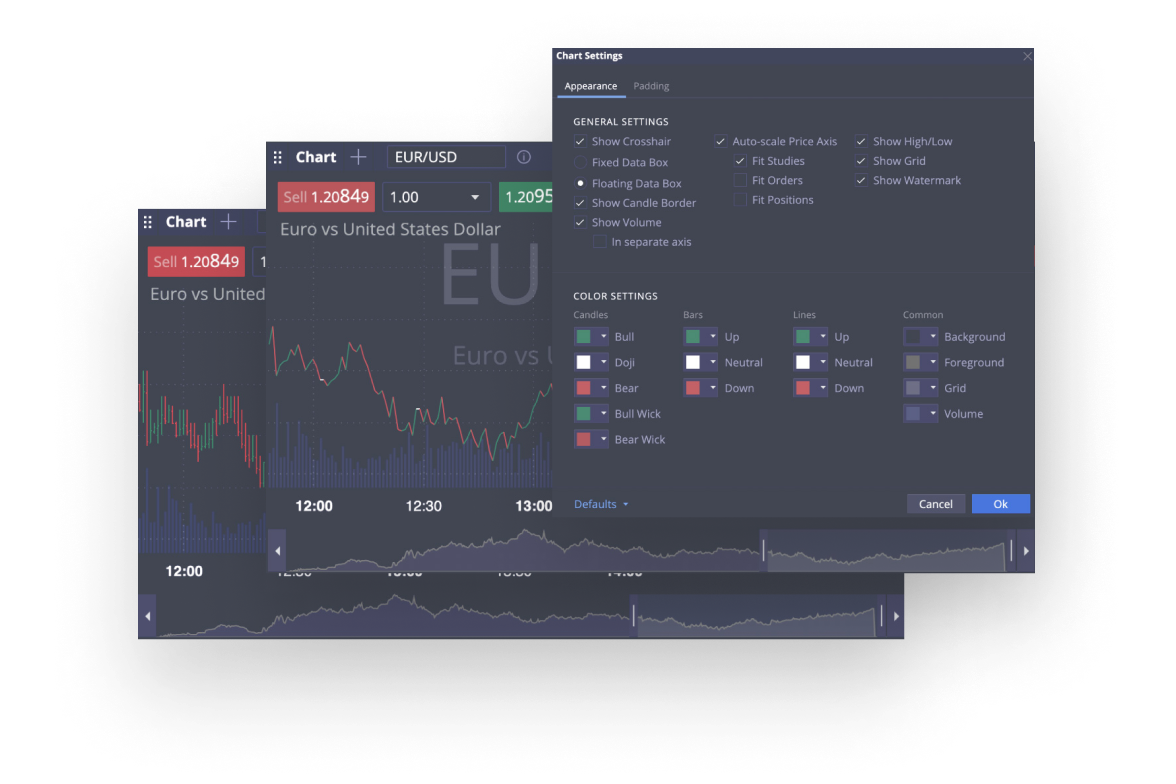 Chart Settings
Appearance Padding
GENERAL SETTINGS
Show Crosshair Auto-scale Price Axis Show High/Low
Fixed Data Box Fit Studies Show Grid
Floating Data Box Fit Orders Show Watermark
Show Candle Border Fit Positions
Show Volume
In separate axis
COLOR SETTINGS
Candles Bars Lines Common
Bull Up Up Background
Doji Neutral Neutral Foreground
Bear Down Down Grid
Bull Wick Volume
Bear Wick
Defaults Cancel Ok
Chart + EUR/USD
Sell 1.20849 1.00 1.2095
Euro vs United States Dollar
EU
Euro vs
12:00 12:30 13:00
Chart +
Sell 1.20849 1
Euro vs United
12:00